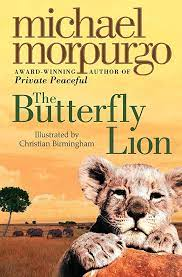 michael
morpurgo
AWARD-WINNING AUTHOR OF
Private Peaceful
The
Butterfly
Lion
Illustrated by
Christian Birmingham